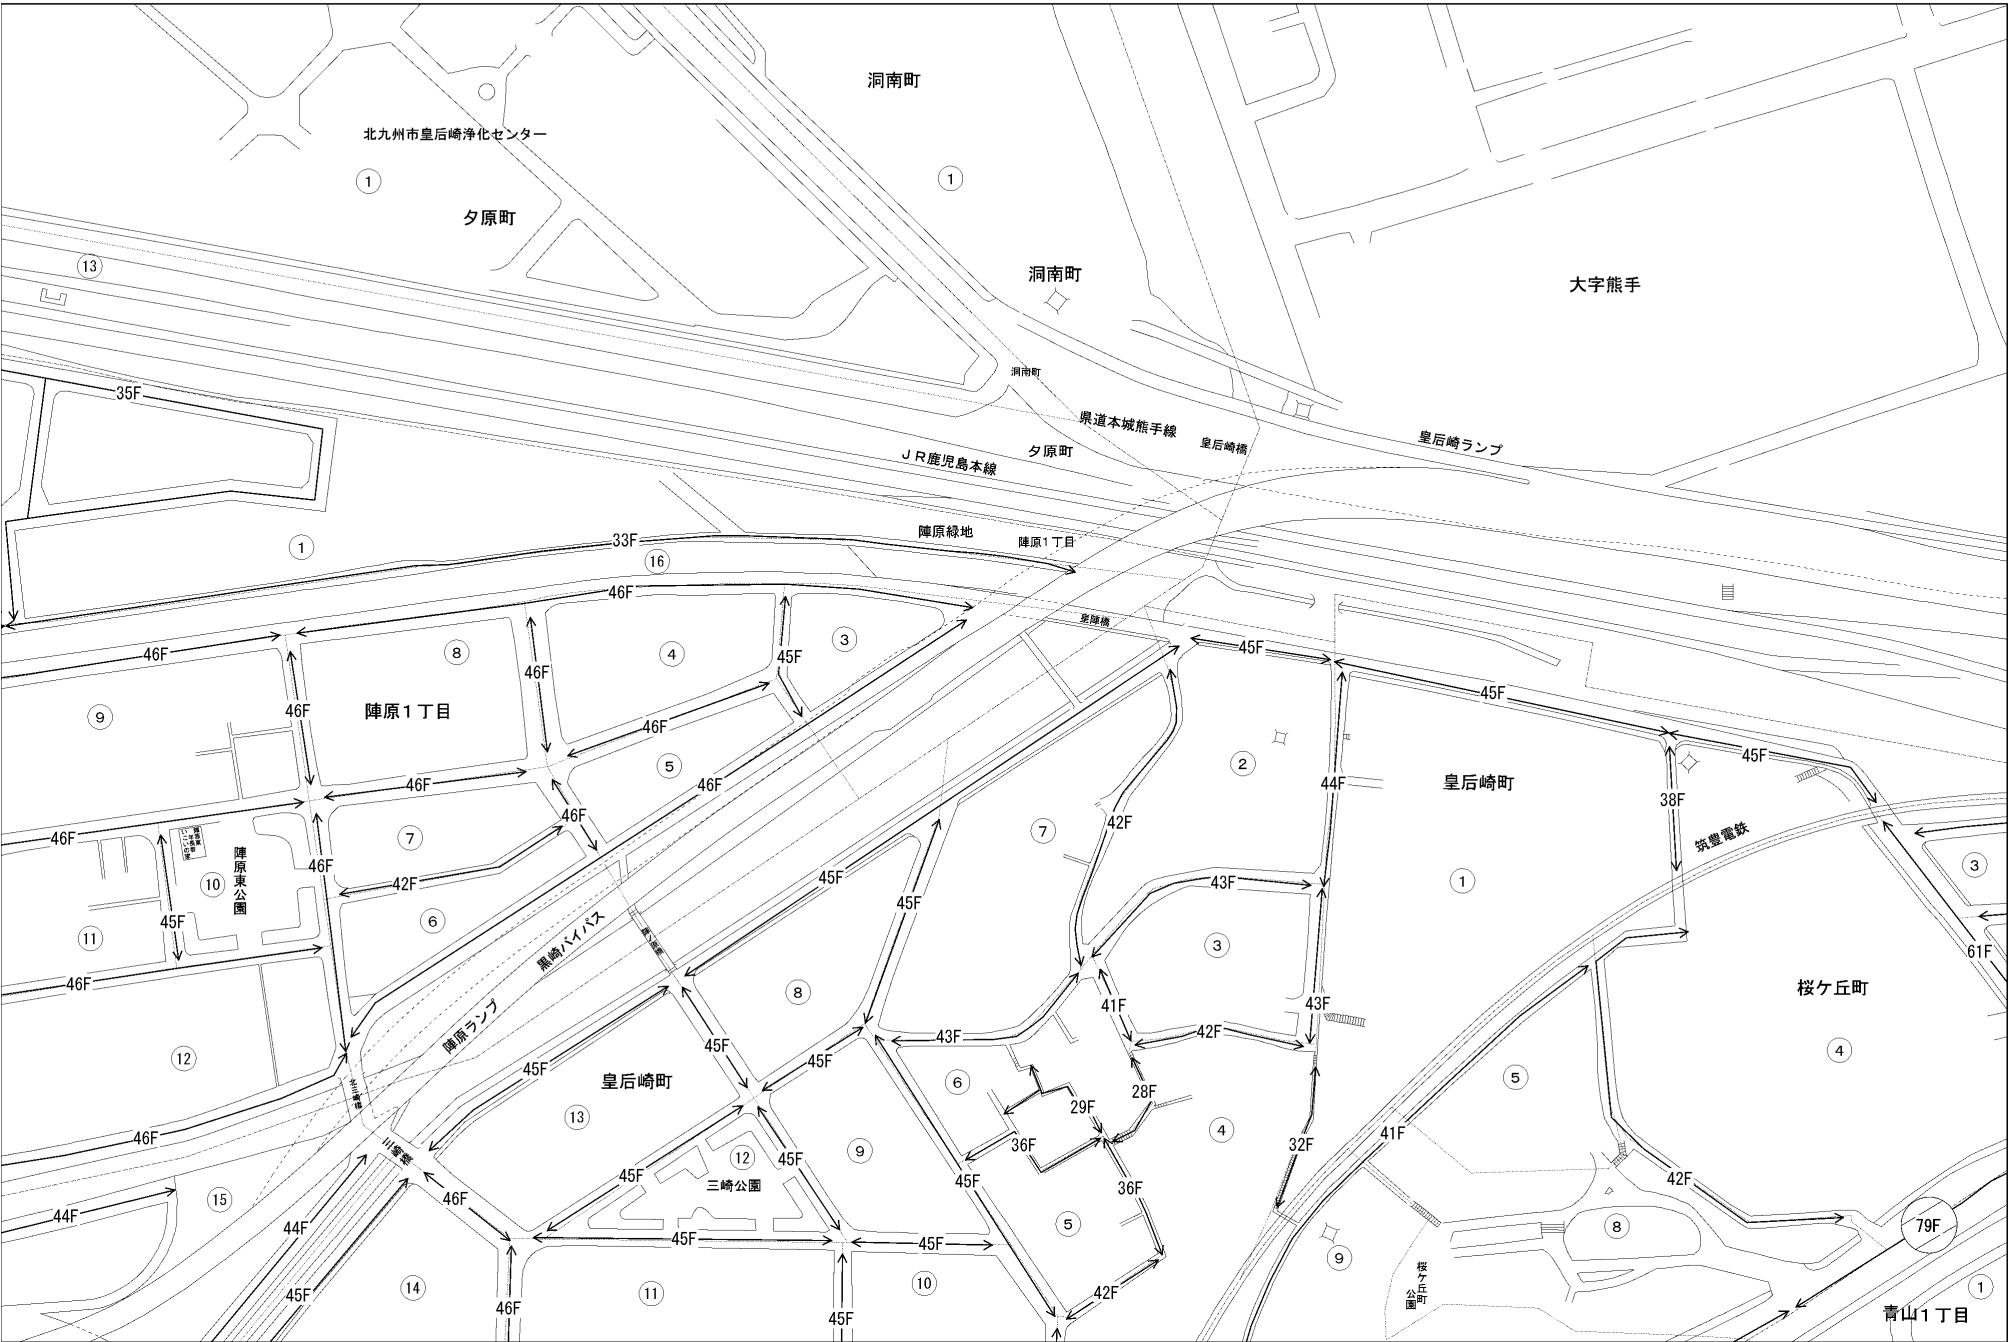 洞南町
北九州市皇后崎浄化センター
①
①
夕原町
⑬
洞南町
大字熊手
洞南町
35F
県道本城熊手線
皇后崎橋
皇后崎ランプ
夕原町
JR鹿児島本線
陣原緑地
陣原1丁目
33F
①
⑯
46F
皇陣橋
③
45F
④
⑧
46F
45F
46F
45F
46F
⑨
46F
陣原1丁目
46F
45F
45F
②
⑤
46F
44F
皇后崎町
46F
38F
46F
42F
筑豊電鉄
46F
⑦
⑦
46F
③
陣原東公園
⑩
42F
45F
43F
①
45F
45F
⑥
⑪
黒崎バイパス
陣ノ原橋
③
61F
46F
桜ケ丘町
⑧
41F
43F
陣原ランプ
43F
42F
45F
45F
④
⑫
45F
皇后崎町
⑥
⑤
28F
29F
⑬
④
41F
46F
三崎橋
36F
32F
⑫
⑨
45F
45F
三崎公園
45F
36F
42F
46F
⑮
44F
44F
⑤
79F
⑧
45F
45F
⑨
⑩
桜ケ丘町
公園
⑭
45F
⑪
42F
46F
45F
①
青山1丁目